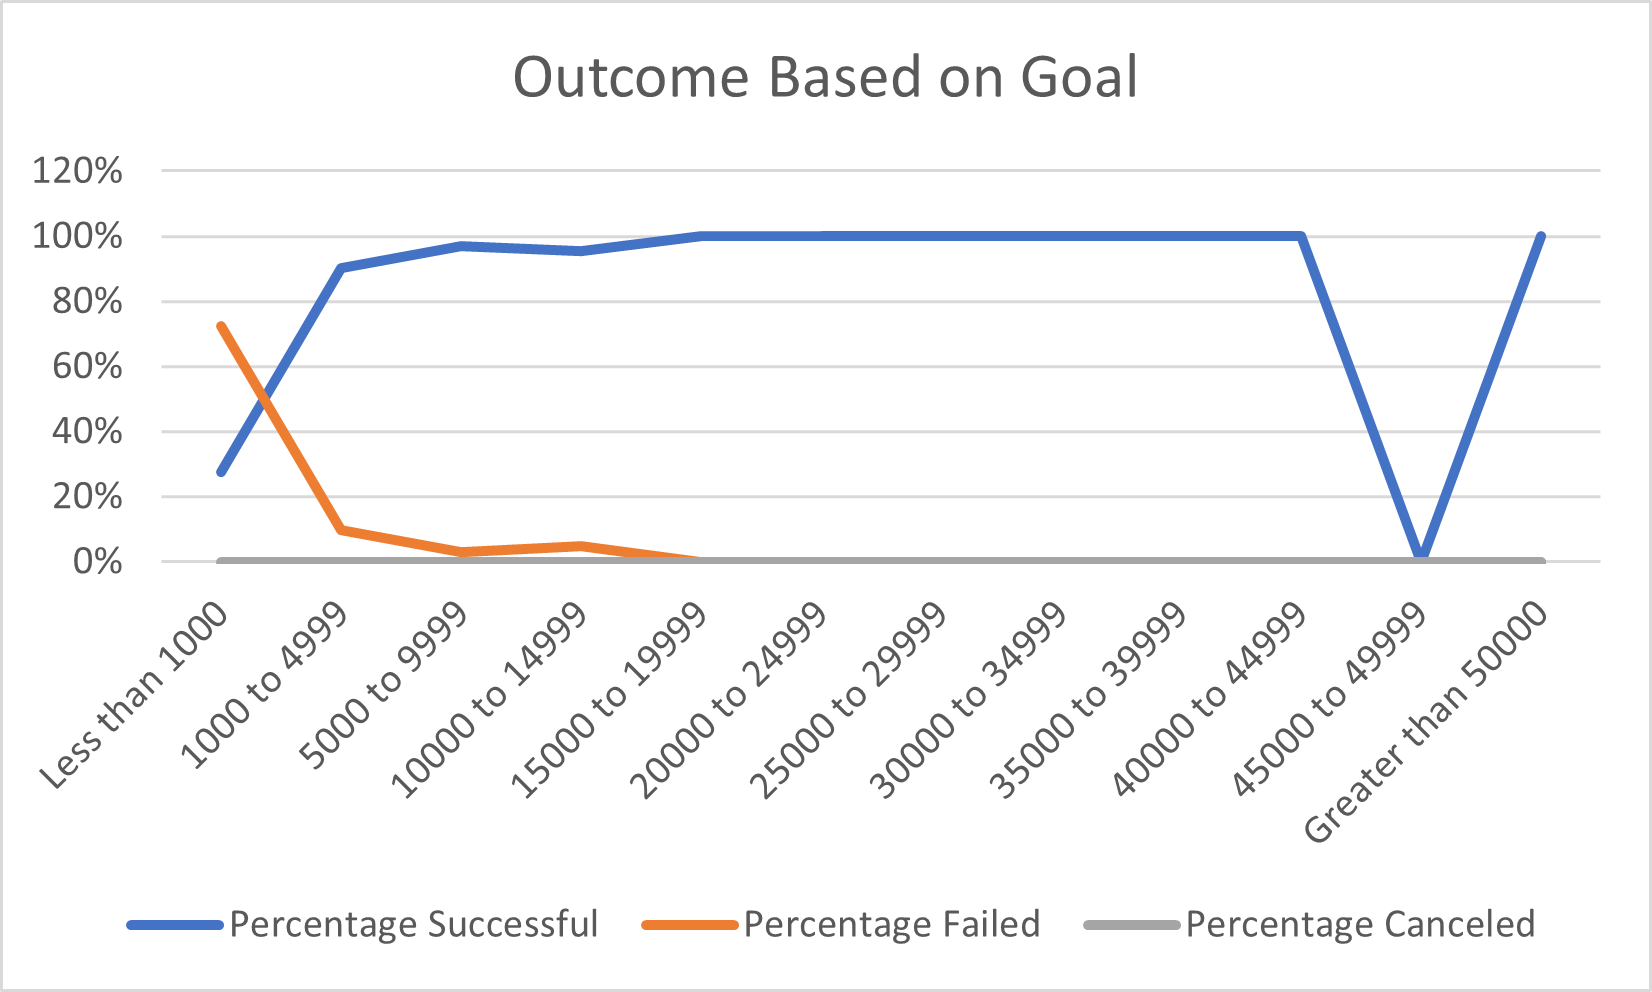 Outcome Based on Goal
120%
100%
80%
60%
40%
20%
0%
Less than 1000
1000 to 4999
5000 to 9999
10000 to 14999
15000 to 19999
20000 to 24999
25000 to 29999
30000 to 34999
35000 to 39999
40000 to 44999
45000 to 49999
Greater than 50000
Percentage Successful
Percentage Failed
Percentage Canceled